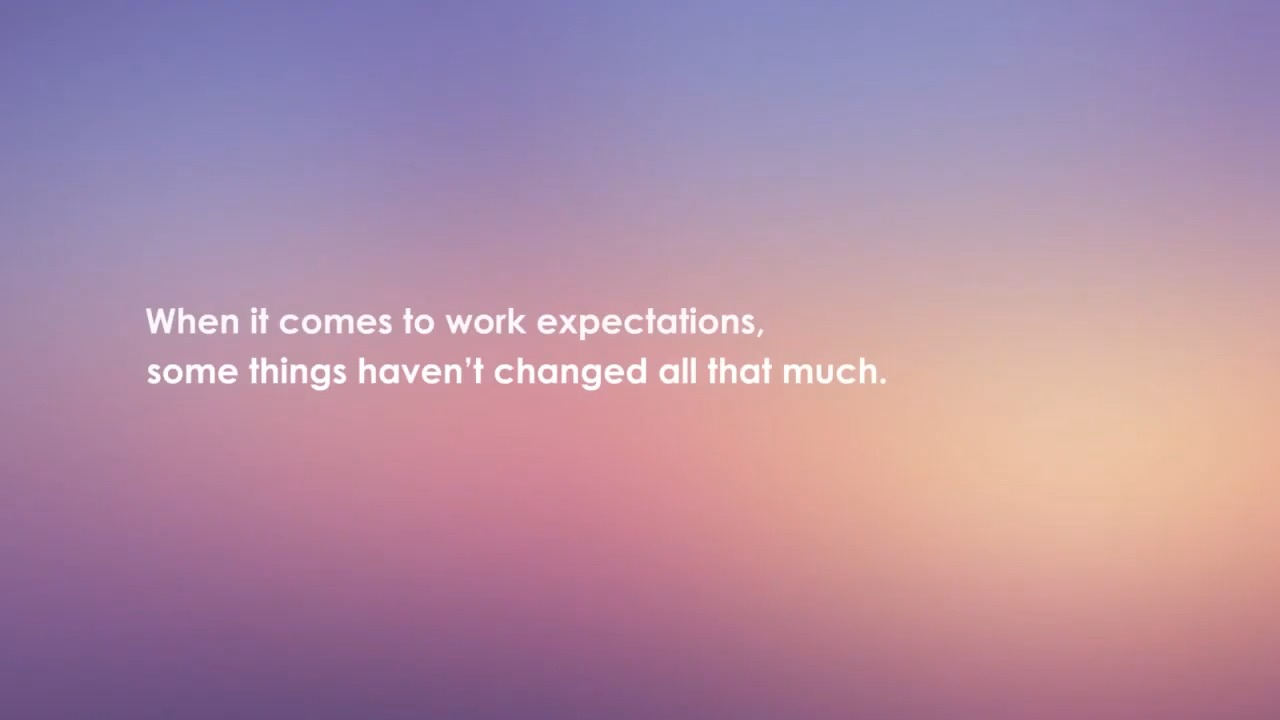 When it comes to work expectations,
some things haven’t changed all that much.